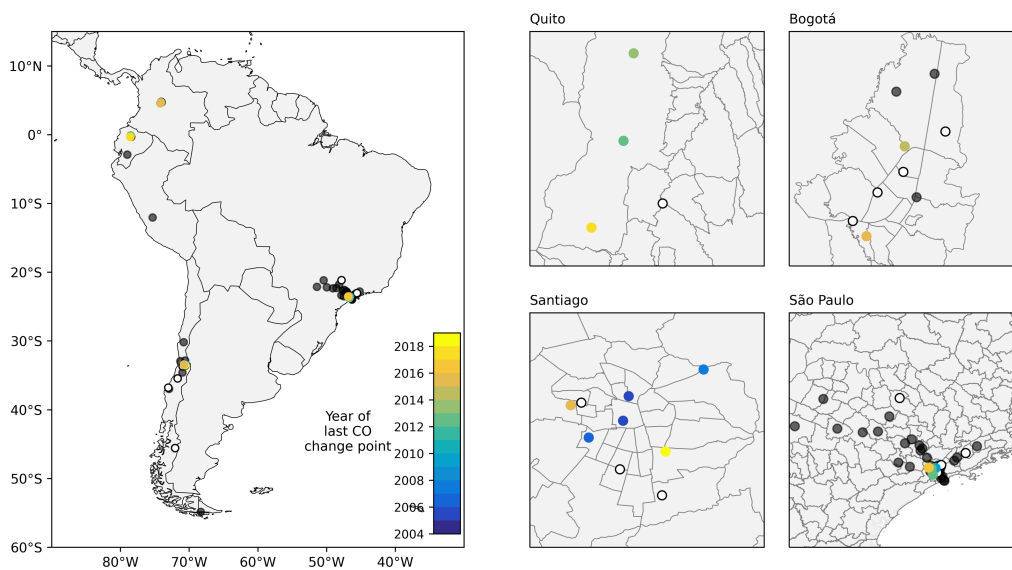 Quito
Bogotá
10°N
0°
10°S
20°S
30°S
40°S
50°S
60°S
80°W
70°W
60°W
50°W
40°W
Year of
last CO
change point
2018
2016
2014
2012
2010
2008
2006
2004
Santiago
São Paulo